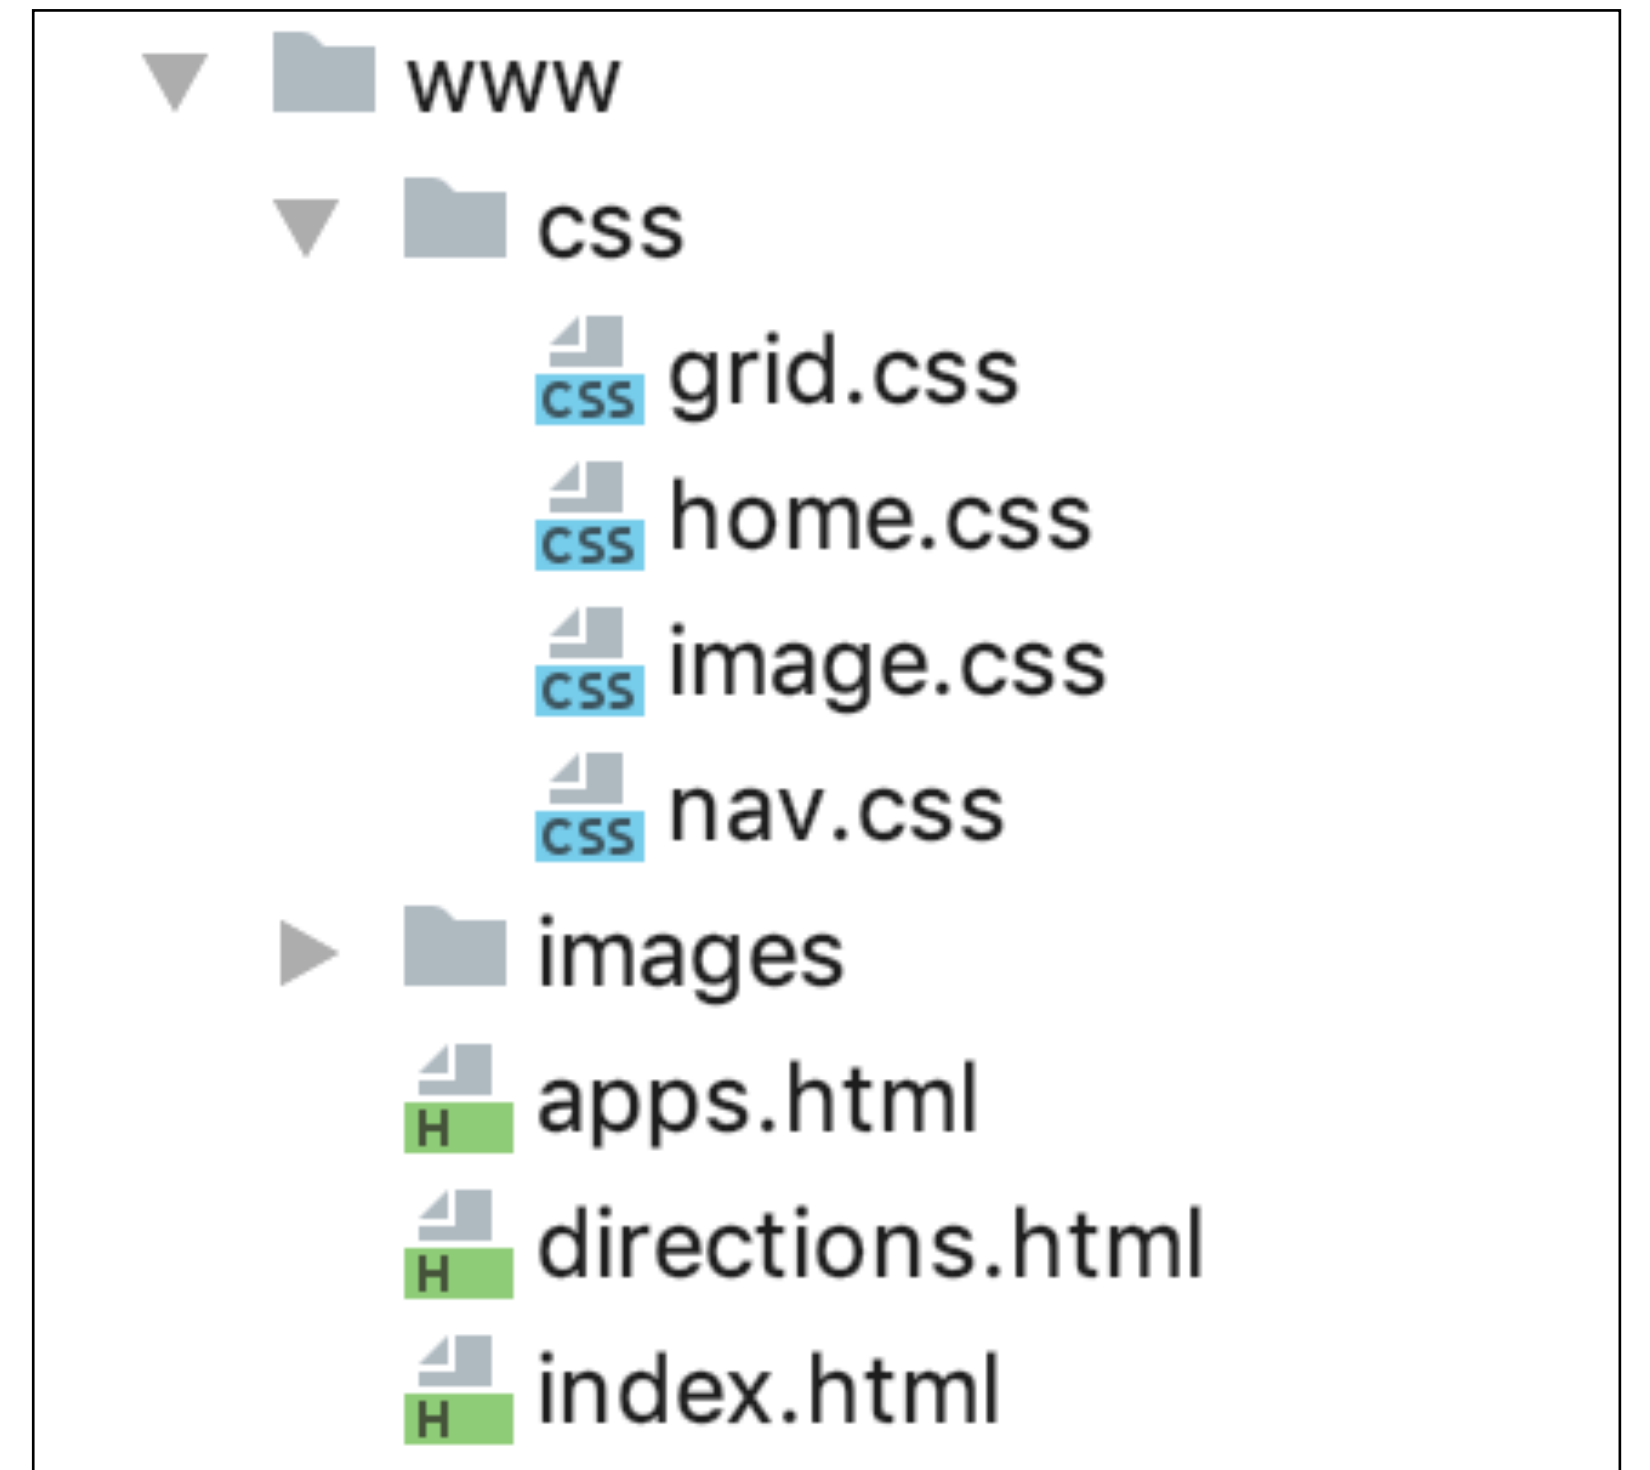 www
css
CSS grid.css
CSS home.css
CSS image.css
CSS nav.css
images
H apps.html
H directions.html
H index.html